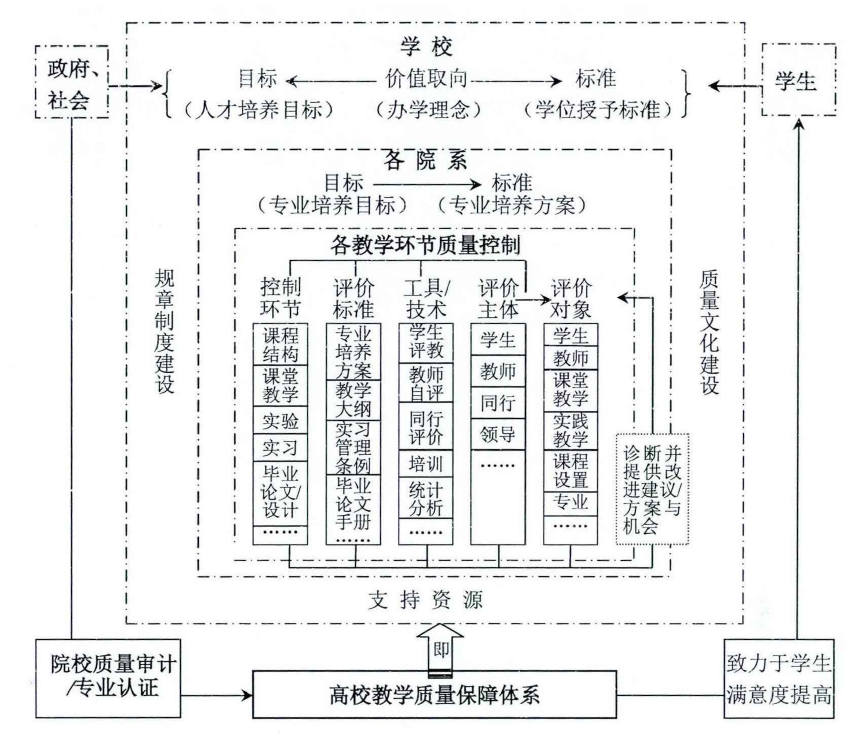 学 校
政府、
社会
目标
价值取向
标准
(人才培养目标)
(办学理念)
(学位授予标准)
学生
各 院 系
目标
标准
(专业培养目标)
(专业培养方案)
各教学环节质量控制
规章制度建设
质量文化建设
控制
环节
课程
结构
课堂
教学
实验
实习
毕业
论文/
设计
……
评价
标准
专业
培养
方案
教学
大纲
实习
管理
条例
毕业
论文
手册
……
工具/
技术
学生
评教
教师
自评
同行
评价
培训
统计
分析
……
评价
主体
学生
教师
同行
领导
……
评价
对象
学生
教师
课堂
教学
实践
教学
课程
设置
专业
……
诊断并
提供改
进建议/
方案与
机会
支 持 资 源
即
院校质量审计
/专业认证
高校教学质量保障体系
致力于学生
满意度提高